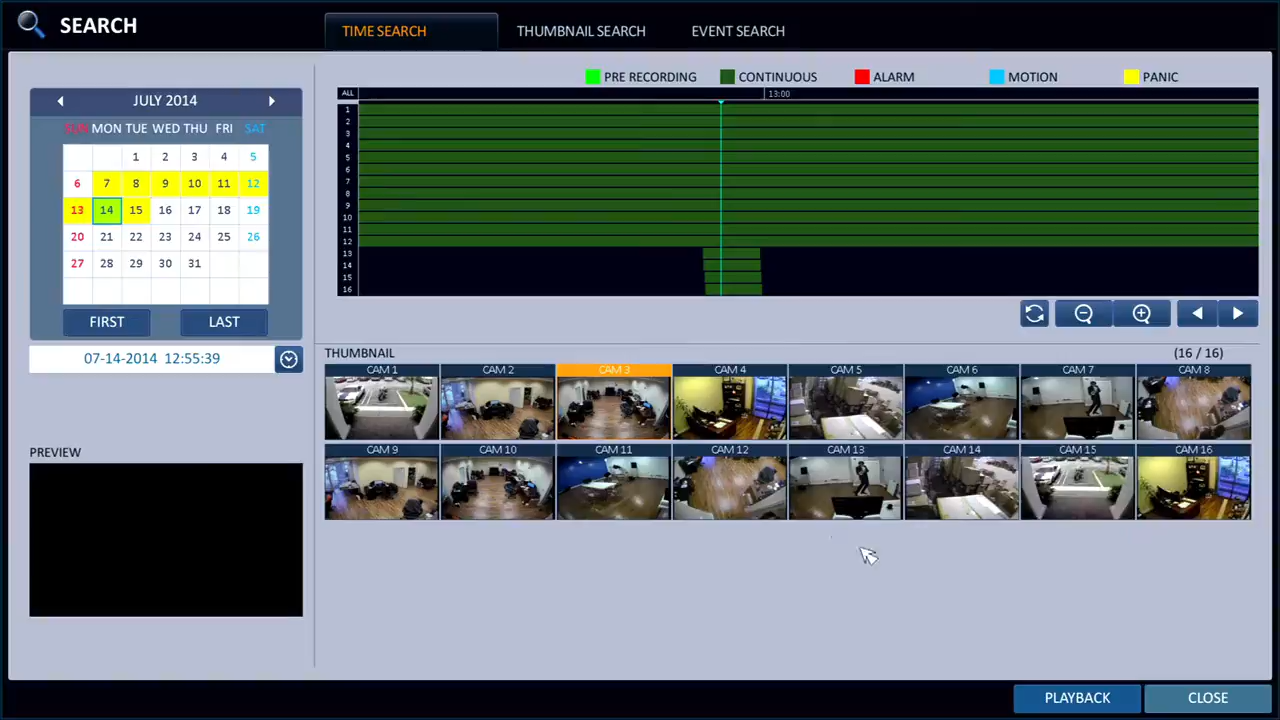 SEARCH
TIME SEARCH
THUMBNAIL SEARCH
EVENT SEARCH
PRE RECORDING
CONTINUOUS
ALARM
MOTION
PANIC
JULY 2014
SUN MON TUE WED THU FRI SAT
1 2 3 4 5
6 7 8 9 10 11 12
13 14 15 16 17 18 19
20 21 22 23 24 25 26
27 28 29 30 31
FIRST
LAST
07-14-2014 12:55:39
PREVIEW
ALL
13:00
1
2
3
4
5
6
7
8
9
10
11
12
13
14
15
16
THUMBNAIL
(16 / 16)
CAM 1 CAM 2 CAM 3 CAM 4 CAM 5 CAM 6 CAM 7 CAM 8
CAM 9 CAM 10 CAM 11 CAM 12 CAM 13 CAM 14 CAM 15 CAM 16
PLAYBACK
CLOSE